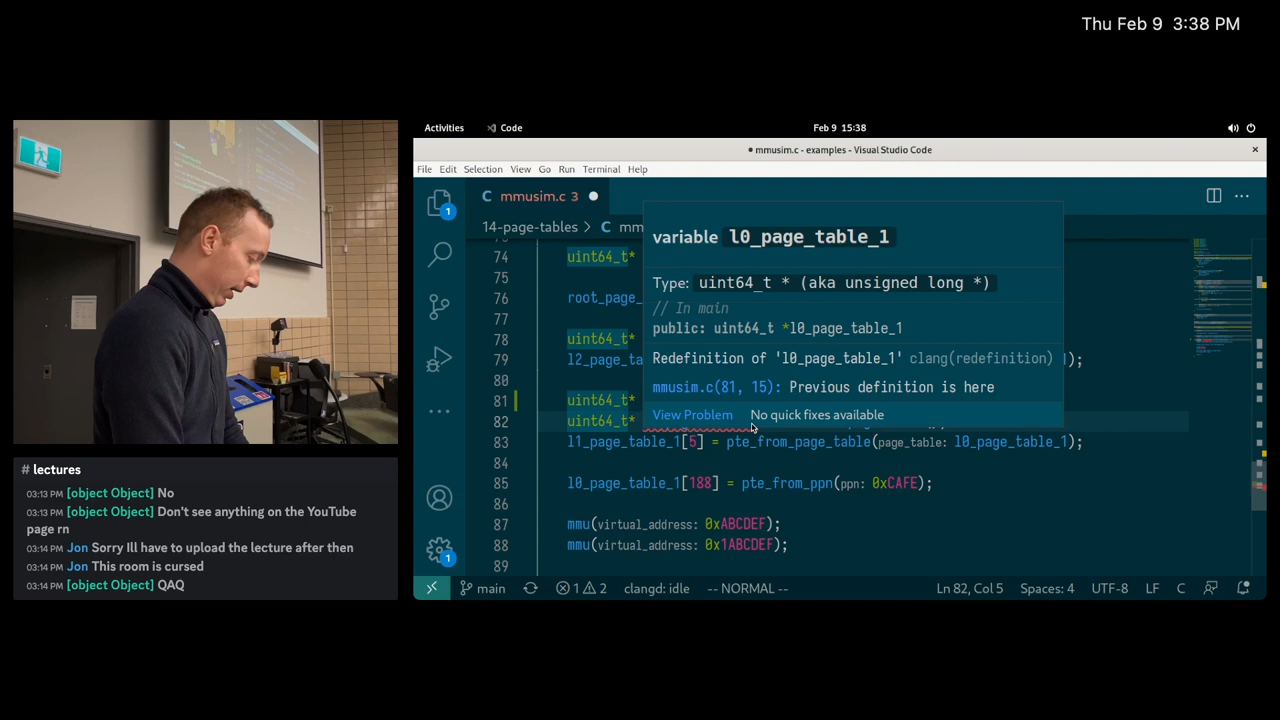 Thu Feb 9 3:38 PM
Activities
Code
Feb 9 15:38
● mmusim.c - examples - Visual Studio Code
×
File Edit Selection View Go Run Terminal Help
C mmusim.c 3 ●
14-page-tables > C mm
variable l0_page_table_1
Type: uint64_t * (aka unsigned long *)
// In main
public: uint64_t *l0_page_table_1
Redefinition of 'l0_page_table_1' clang(redefinition)
mmusim.c(81, 15): Previous definition is here
View Problem No quick fixes available
74 uint64_t*
75
76 root_page_
77
78 uint64_t*
79 l2_page_ta );
80
81 uint64_t*
82 uint64_t*
83 l1_page_table_1[5] = pte_from_page_table(page_table: l0_page_table_1);
84
85 l0_page_table_1[188] = pte_from_ppn(ppn: 0xCAFE);
86
87 mmu(virtual_address: 0xABCDEF);
88 mmu(virtual_address: 0x1ABCDEF);
89
1
1
main
1 2
clangd: idle
-- NORMAL --
Ln 82, Col 5
Spaces: 4
UTF-8
LF
C
# lectures
03:13 PM [object Object] No
03:13 PM [object Object] Don't see anything on the YouTube
page rn
03:14 PM Jon Sorry Ill have to upload the lecture after then
03:14 PM Jon This room is cursed
03:14 PM [object Object] QAQ